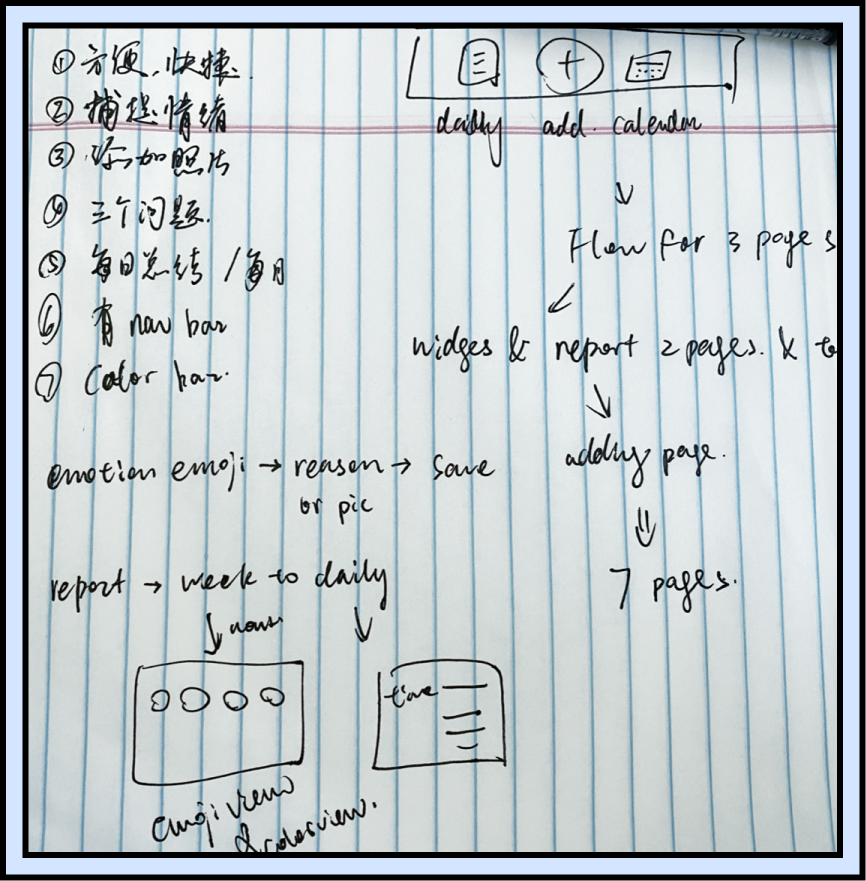 ① 方便、快捷
② 捕捉情绪
③ 添加照片
④ 三个问题.
⑤ 每日总结 / 每月
⑥ 有 nav bar
⑦ Color bar.
emotion emoji → reason → Save
or pic
report → week to daily
time
emoji view
& color view.
daily add. calendar
Flow for 3 pages
widges & report 2 pages. & to
adding page.
7 pages.